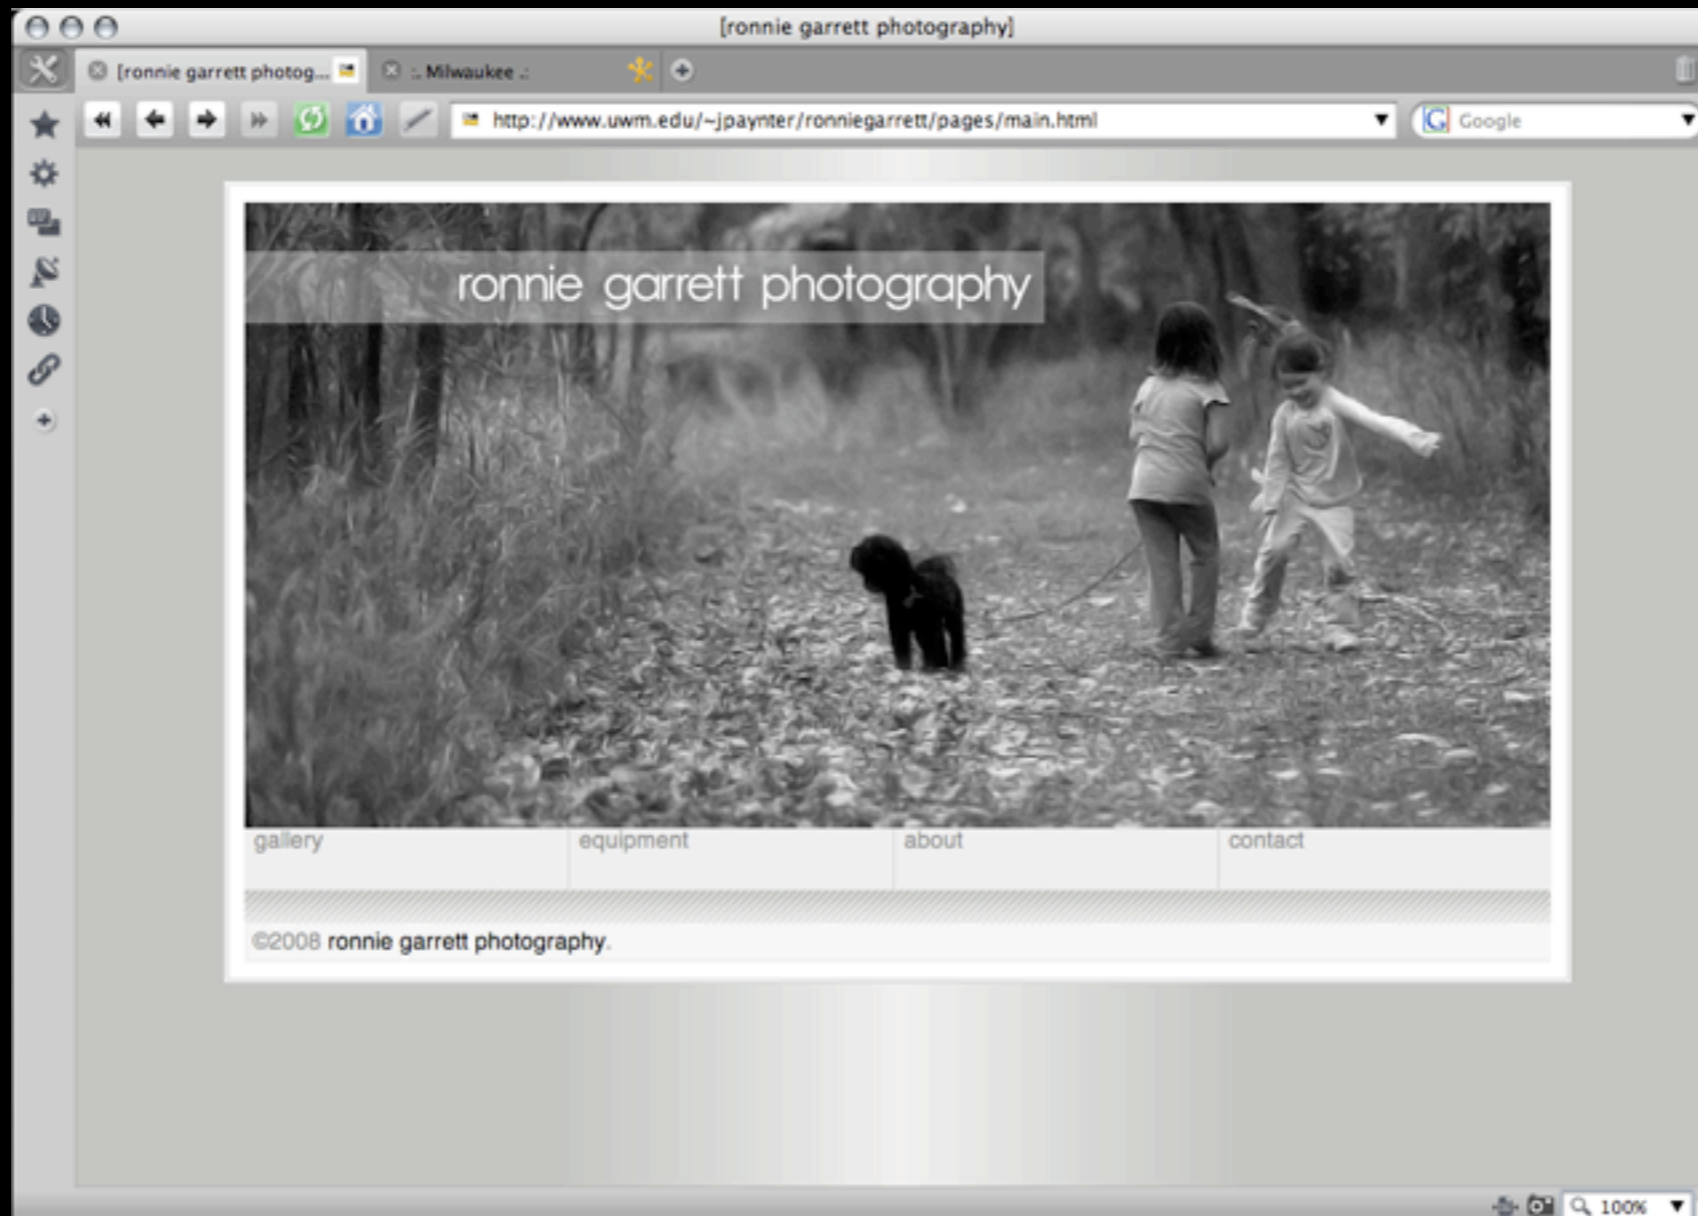 [ronnie garrett photography]
[ronnie garrett photog...
:. Milwaukee .:
http://www.uwm.edu/~jpaynter/ronniegarrett/pages/main.html
Google
ronnie garrett photography
gallery
equipment
about
contact
©2008 ronnie garrett photography.
100%